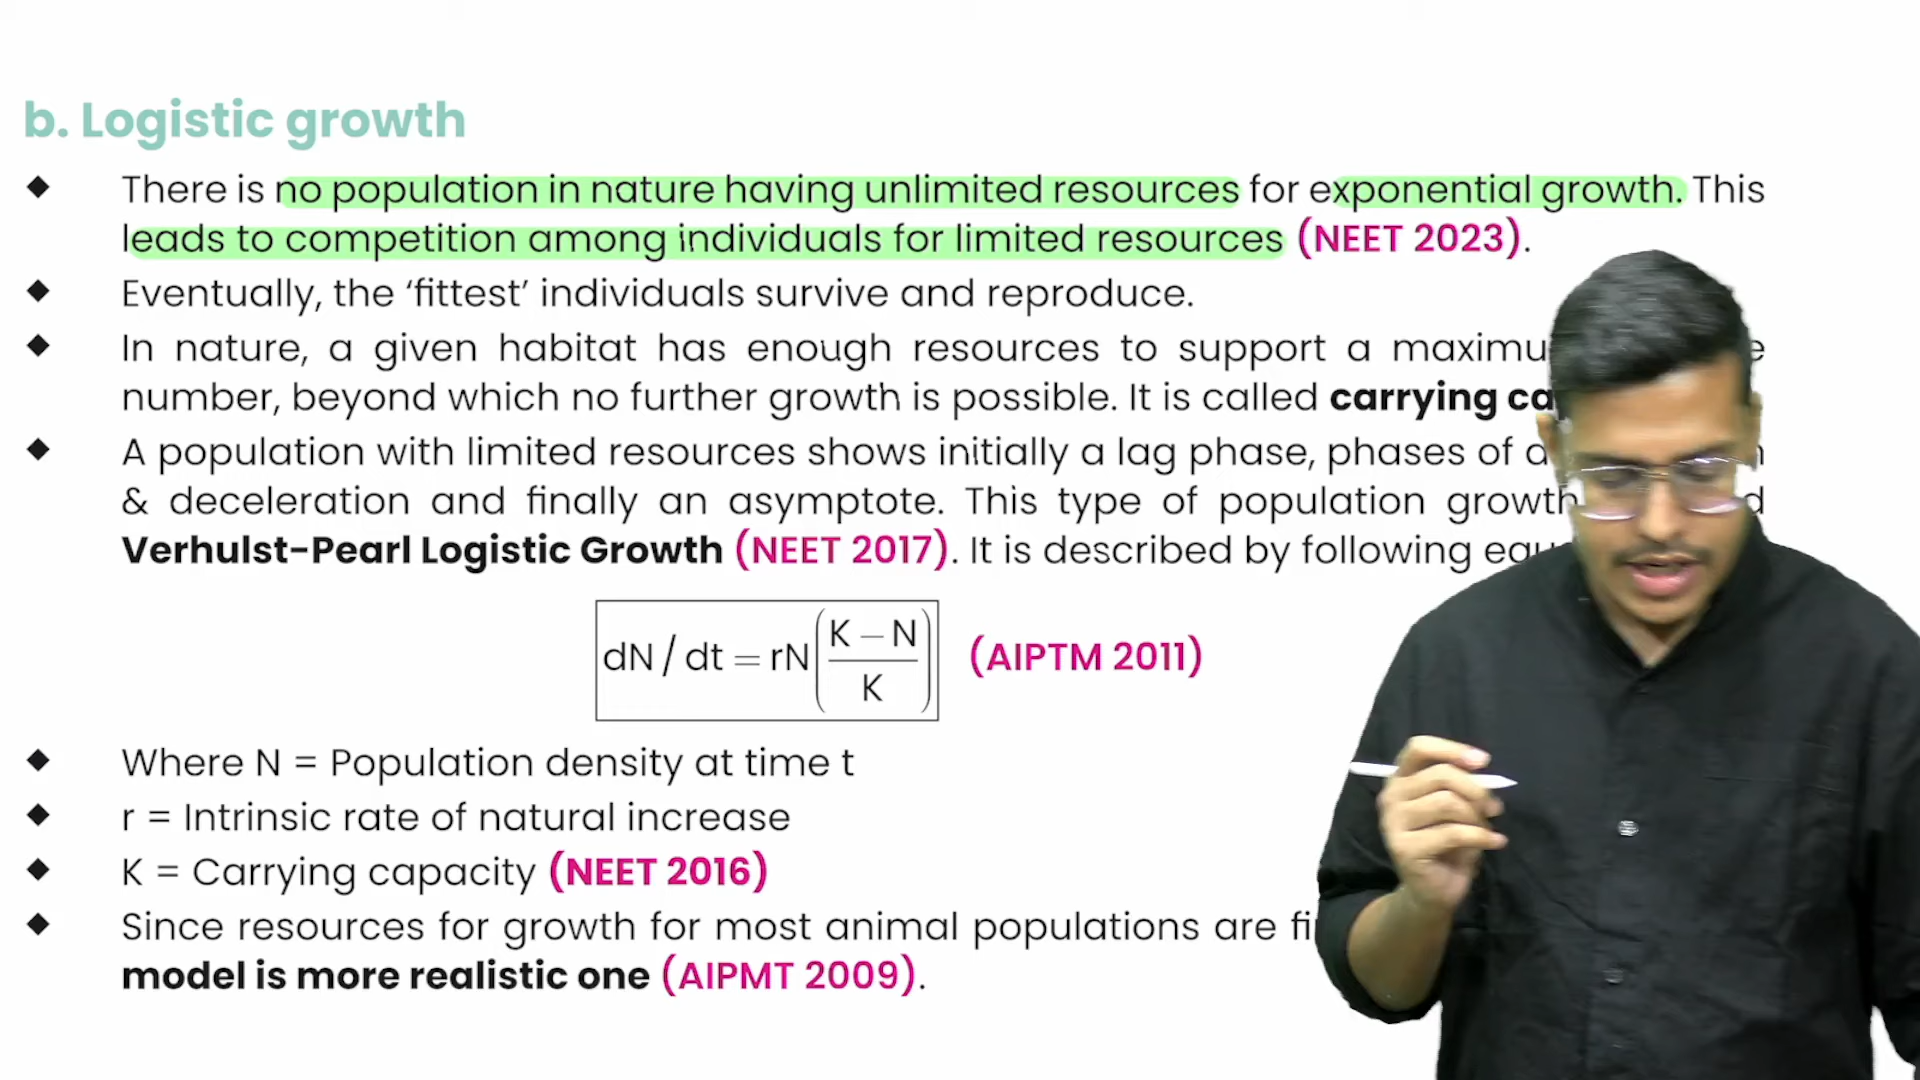 b. Logistic growth
There is no population in nature having unlimited resources for exponential growth. This
leads to competition among individuals for limited resources (NEET 2023).
Eventually, the ‘fittest’ individuals survive and reproduce.
In nature, a given habitat has enough resources to support a
number, beyond which no further growth is possible. It is called carrying
A population with limited resources shows initially a lag phase, phases of
& deceleration and finally an asymptote. This type of population growth
Verhulst-Pearl Logistic Growth (NEET 2017). It is described by following
dN / dt = rN (K – N / K) (AIPTM 2011)
Where N = Population density at time t
r = Intrinsic rate of natural increase
K = Carrying capacity (NEET 2016)
Since resources for growth for most animal populations are
model is more realistic one (AIPMT 2009).